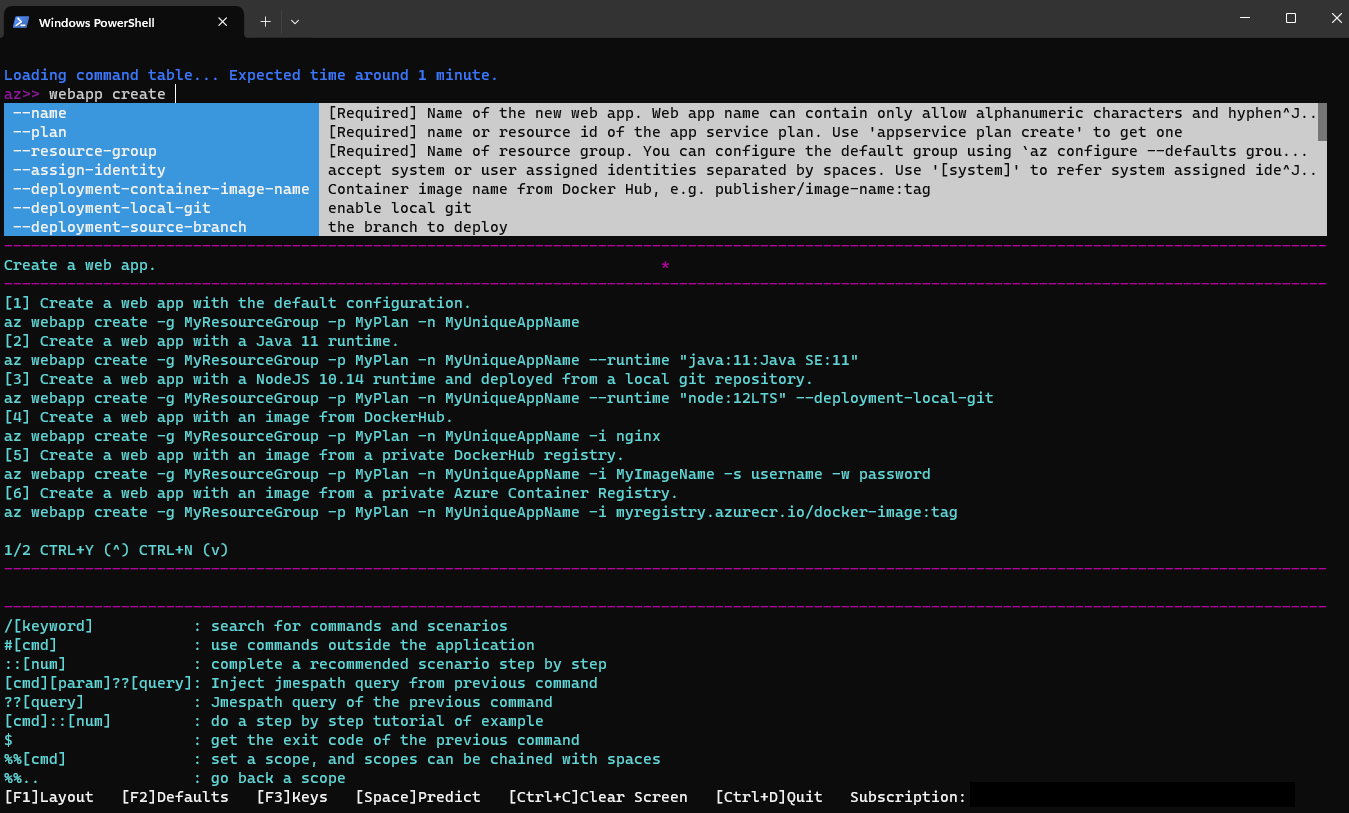 Windows PowerShell
Loading command table... Expected time around 1 minute.
az>> webapp create
--name [Required] Name of the new web app. Web app name can contain only allow alphanumeric characters and hyphen^J..
--plan [Required] name or resource id of the app service plan. Use 'appservice plan create' to get one
--resource-group [Required] Name of resource group. You can configure the default group using `az configure --defaults grou...
--assign-identity accept system or user assigned identities separated by spaces. Use '[system]' to refer system assigned ide^J..
--deployment-container-image-name Container image name from Docker Hub, e.g. publisher/image-name:tag
--deployment-local-git enable local git
--deployment-source-branch the branch to deploy
Create a web app. *
[1] Create a web app with the default configuration.
az webapp create -g MyResourceGroup -p MyPlan -n MyUniqueAppName
[2] Create a web app with a Java 11 runtime.
az webapp create -g MyResourceGroup -p MyPlan -n MyUniqueAppName --runtime "java:11:Java SE:11"
[3] Create a web app with a NodeJS 10.14 runtime and deployed from a local git repository.
az webapp create -g MyResourceGroup -p MyPlan -n MyUniqueAppName --runtime "node:12LTS" --deployment-local-git
[4] Create a web app with an image from DockerHub.
az webapp create -g MyResourceGroup -p MyPlan -n MyUniqueAppName -i nginx
[5] Create a web app with an image from a private DockerHub registry.
az webapp create -g MyResourceGroup -p MyPlan -n MyUniqueAppName -i MyImageName -s username -w password
[6] Create a web app with an image from a private Azure Container Registry.
az webapp create -g MyResourceGroup -p MyPlan -n MyUniqueAppName -i myregistry.azurecr.io/docker-image:tag
1/2 CTRL+Y (^) CTRL+N (v)
/[keyword] : search for commands and scenarios
#[cmd] : use commands outside the application
::[num] : complete a recommended scenario step by step
[cmd][param]??[query]: Inject jmespath query from previous command
??[query] : Jmespath query of the previous command
[cmd]::[num] : do a step by step tutorial of example
$ : get the exit code of the previous command
%%[cmd] : set a scope, and scopes can be chained with spaces
%%.. : go back a scope
[F1]Layout [F2]Defaults [F3]Keys [Space]Predict [Ctrl+C]Clear Screen [Ctrl+D]Quit Subscription: